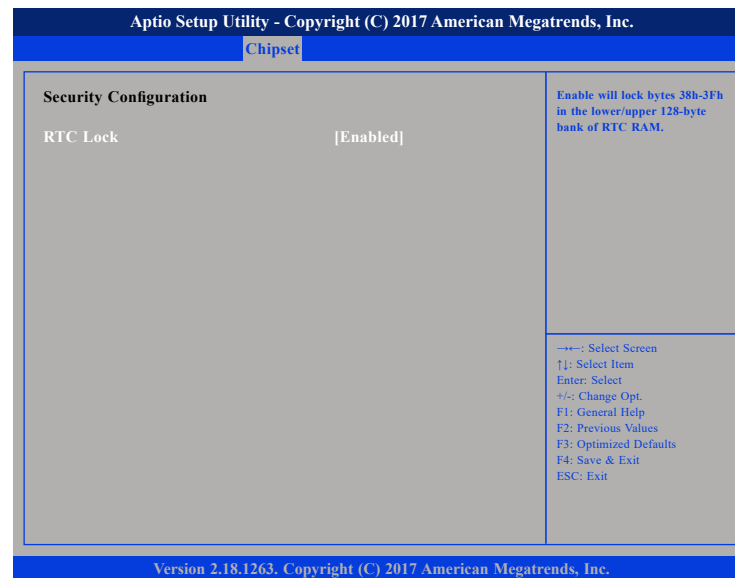 Aptio Setup Utility - Copyright (C) 2017 American Megatrends, Inc.
Chipset
Security Configuration
RTC Lock [Enabled]
Enable will lock bytes 38h-3Fh
in the lower/upper 128-byte
bank of RTC RAM.
→←: Select Screen
↑↓: Select Item
Enter: Select
+/-: Change Opt.
F1: General Help
F2: Previous Values
F3: Optimized Defaults
F4: Save & Exit
ESC: Exit
Version 2.18.1263. Copyright (C) 2017 American Megatrends, Inc.